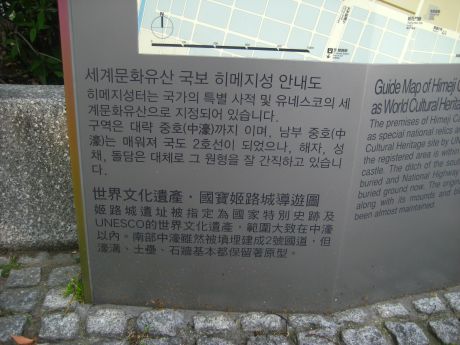 세계문화유산 국보 히메지성 안내도
히메지성터는 국가의 특별 사적 및 유네스코의 세
계문화유산으로 지정되어 있습니다.
구역은 대략 중호(中濠)까지 이며, 남부 중호(中
濠)는 매워져 국도 2호선이 되었으나, 해자, 성
채, 돌담은 대체로 그 원형을 잘 간직하고 있습니
다.
世界文化遺產・國寶姬路城導遊圖
姬路城遺址被指定為國家特別史跡及
UNESCO的世界文化遺產，範圍大致在中濠
以內。南部中濠雖然被填埋建成2號國道，但
濠溝、土壘、石牆基本都保留著原型。
Guide Map of Himeji
as World Cultural Herita
The premises of Himeji Ca
as special national relics an
Cultural Heritage site by UN
the registered area is within
castle. The ditch of the south
buried and National Highway
buried ground now. The origin
along with its mounds and
been almost maintained.